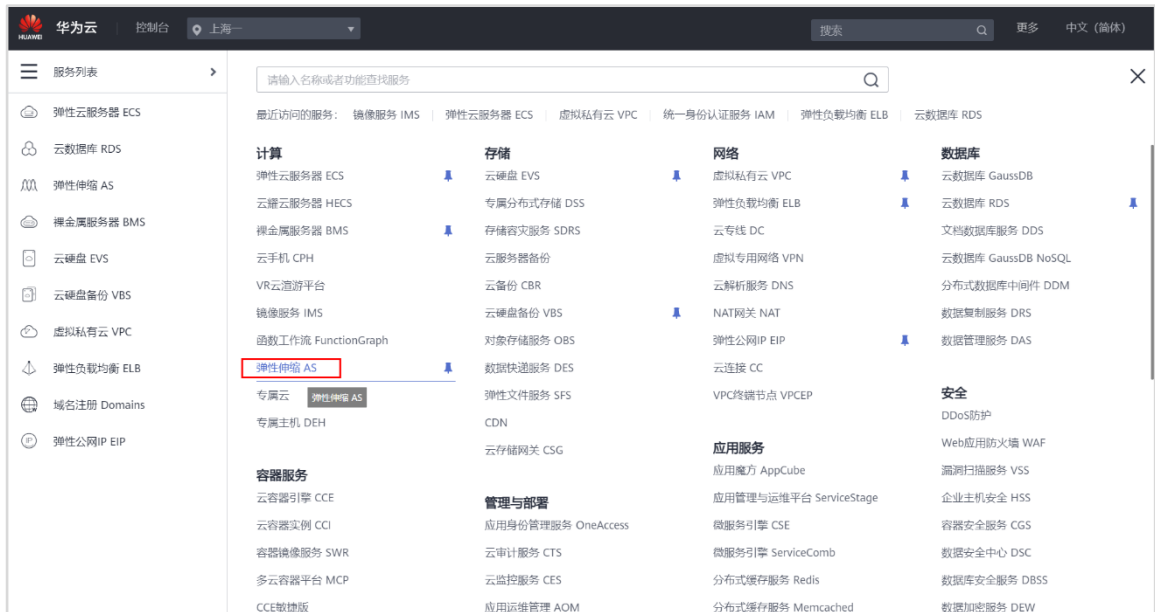 HUAWEI 华为云 控制台 上海一 搜索 更多 中文 (简体)
服务列表
弹性云服务器 ECS
云数据库 RDS
弹性伸缩 AS
裸金属服务器 BMS
云硬盘 EVS
云硬盘备份 VBS
虚拟私有云 VPC
弹性负载均衡 ELB
域名注册 Domains
弹性公网IP EIP
请输入名称或者功能查找服务
最近访问的服务: 镜像服务 IMS 弹性云服务器 ECS 虚拟私有云 VPC 统一身份认证服务 IAM 弹性负载均衡 ELB 云数据库 RDS
计算
弹性云服务器 ECS
云耀云服务器 HECS
裸金属服务器 BMS
云手机 CPH
VR云渲游平台
镜像服务 IMS
函数工作流 FunctionGraph
弹性伸缩 AS
专属云
弹性伸缩 AS
专属主机 DEH
容器服务
云容器引擎 CCE
云容器实例 CCI
容器镜像服务 SWR
多云容器平台 MCP
CCE敏捷版
存储
云硬盘 EVS
专属分布式存储 DSS
存储容灾服务 SDRS
云服务器备份
云备份 CBR
云硬盘备份 VBS
对象存储服务 OBS
数据快递服务 DES
弹性文件服务 SFS
CDN
云存储网关 CSG
管理与部署
应用身份管理服务 OneAccess
云审计服务 CTS
云监控服务 CES
应用运维管理 AOM
网络
虚拟私有云 VPC
弹性负载均衡 ELB
云专线 DC
虚拟专用网络 VPN
云解析服务 DNS
NAT网关 NAT
弹性公网IP EIP
云连接 CC
VPC终端节点 VPCEP
应用服务
应用魔方 AppCube
应用管理与运维平台 ServiceStage
微服务引擎 CSE
微服务引擎 ServiceComb
分布式缓存服务 Redis
分布式缓存服务 Memcached
数据库
云数据库 GaussDB
云数据库 RDS
文档数据库服务 DDS
云数据库 GaussDB NoSQL
分布式数据库中间件 DDM
数据复制服务 DRS
数据管理服务 DAS
安全
DDoS防护
Web应用防火墙 WAF
漏洞扫描服务 VSS
企业主机安全 HSS
容器安全服务 CGS
数据安全中心 DSC
数据库安全服务 DBSS
数据加密服务 DEW